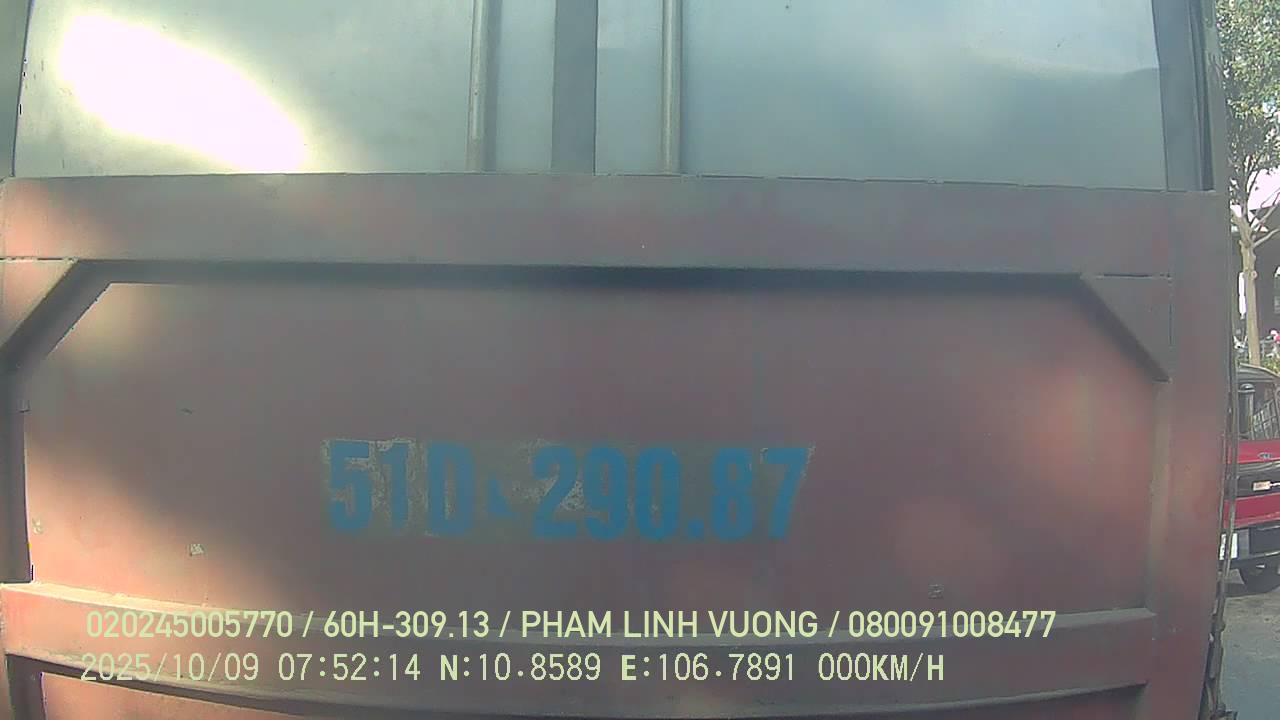 51D-290.87
020245005770 / 60H-309.13 / PHAM LINH VUONG / 080091008477
2025/10/09 07:52:14 N:10.8589 E:106.7891 000KM/H